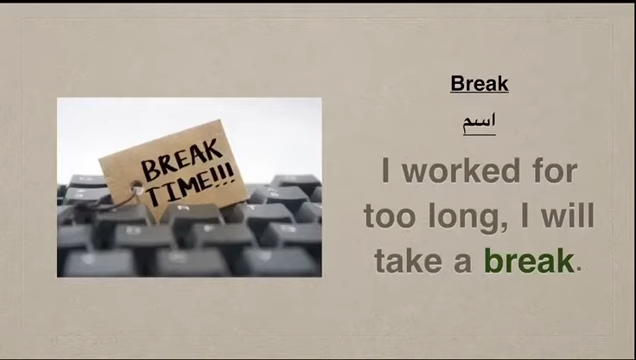 BREAK
TIME!!!
Break
اسم
I worked for
too long, I will
take a break.